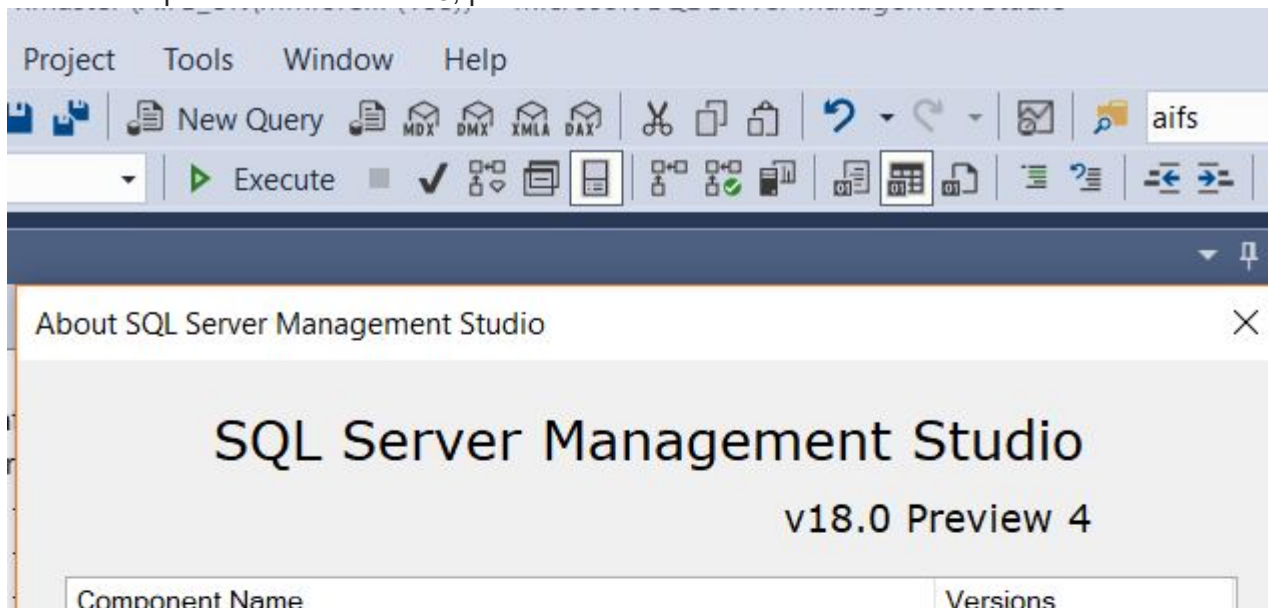 Project Tools Window Help
New Query MDX DMX XMLA DAX aifs
Execute
About SQL Server Management Studio
SQL Server Management Studio
v18.0 Preview 4
Component Name Versions